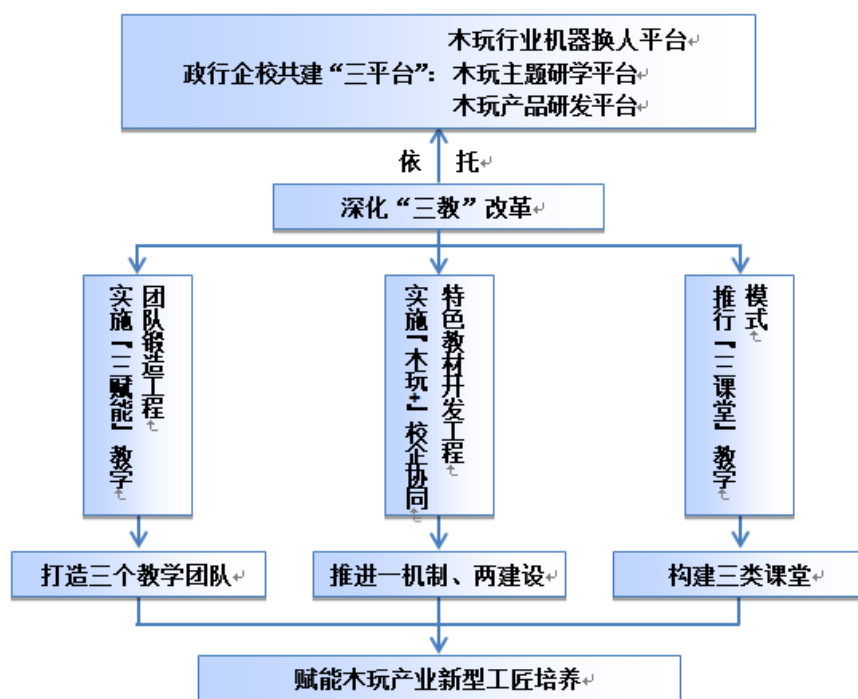 木玩行业机器换人平台
政行企校共建“三平台”：木玩主题研学平台
木玩产品研发平台
依 托
深化“三教”改革
实施「三赋能」教学
团队锻造工程
实施「木玩+」校企协同
特色教材开发工程
推行「三课堂」教学
模式
打造三个教学团队
推进一机制、两建设
构建三类课堂
赋能木玩产业新型工匠培养